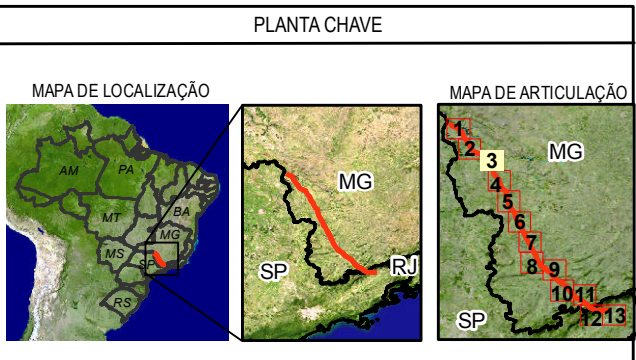 PLANTA CHAVE
MAPA DE LOCALIZAÇÃO
AM
PA
MT
BA
MG
MS
SP
RS
MG
SP
RJ
MAPA DE ARTICULAÇÃO
1
2
3
MG
4
5
6
7
8
9
10
11
12
13
SP